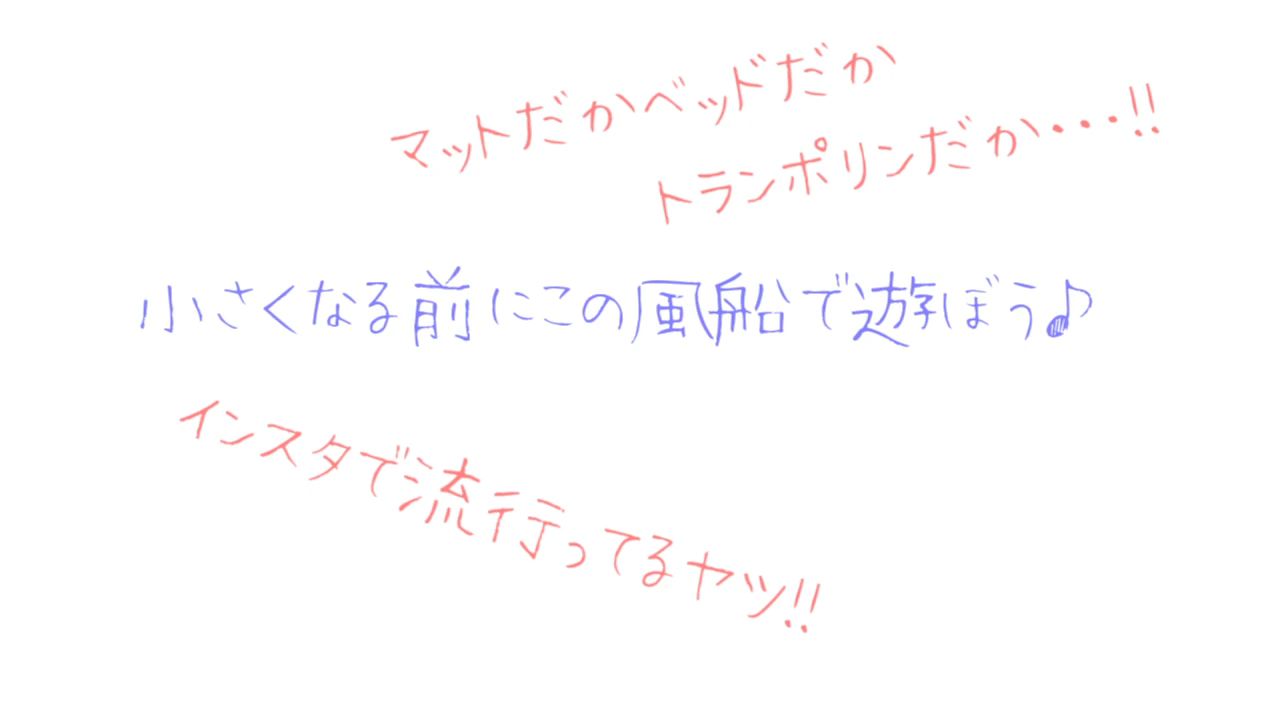 マットだかベッドだか
トランポリンだか・・・!!
小さくなる前にこの風船で遊ぼう♪
インスタで流行ってるヤツ!!